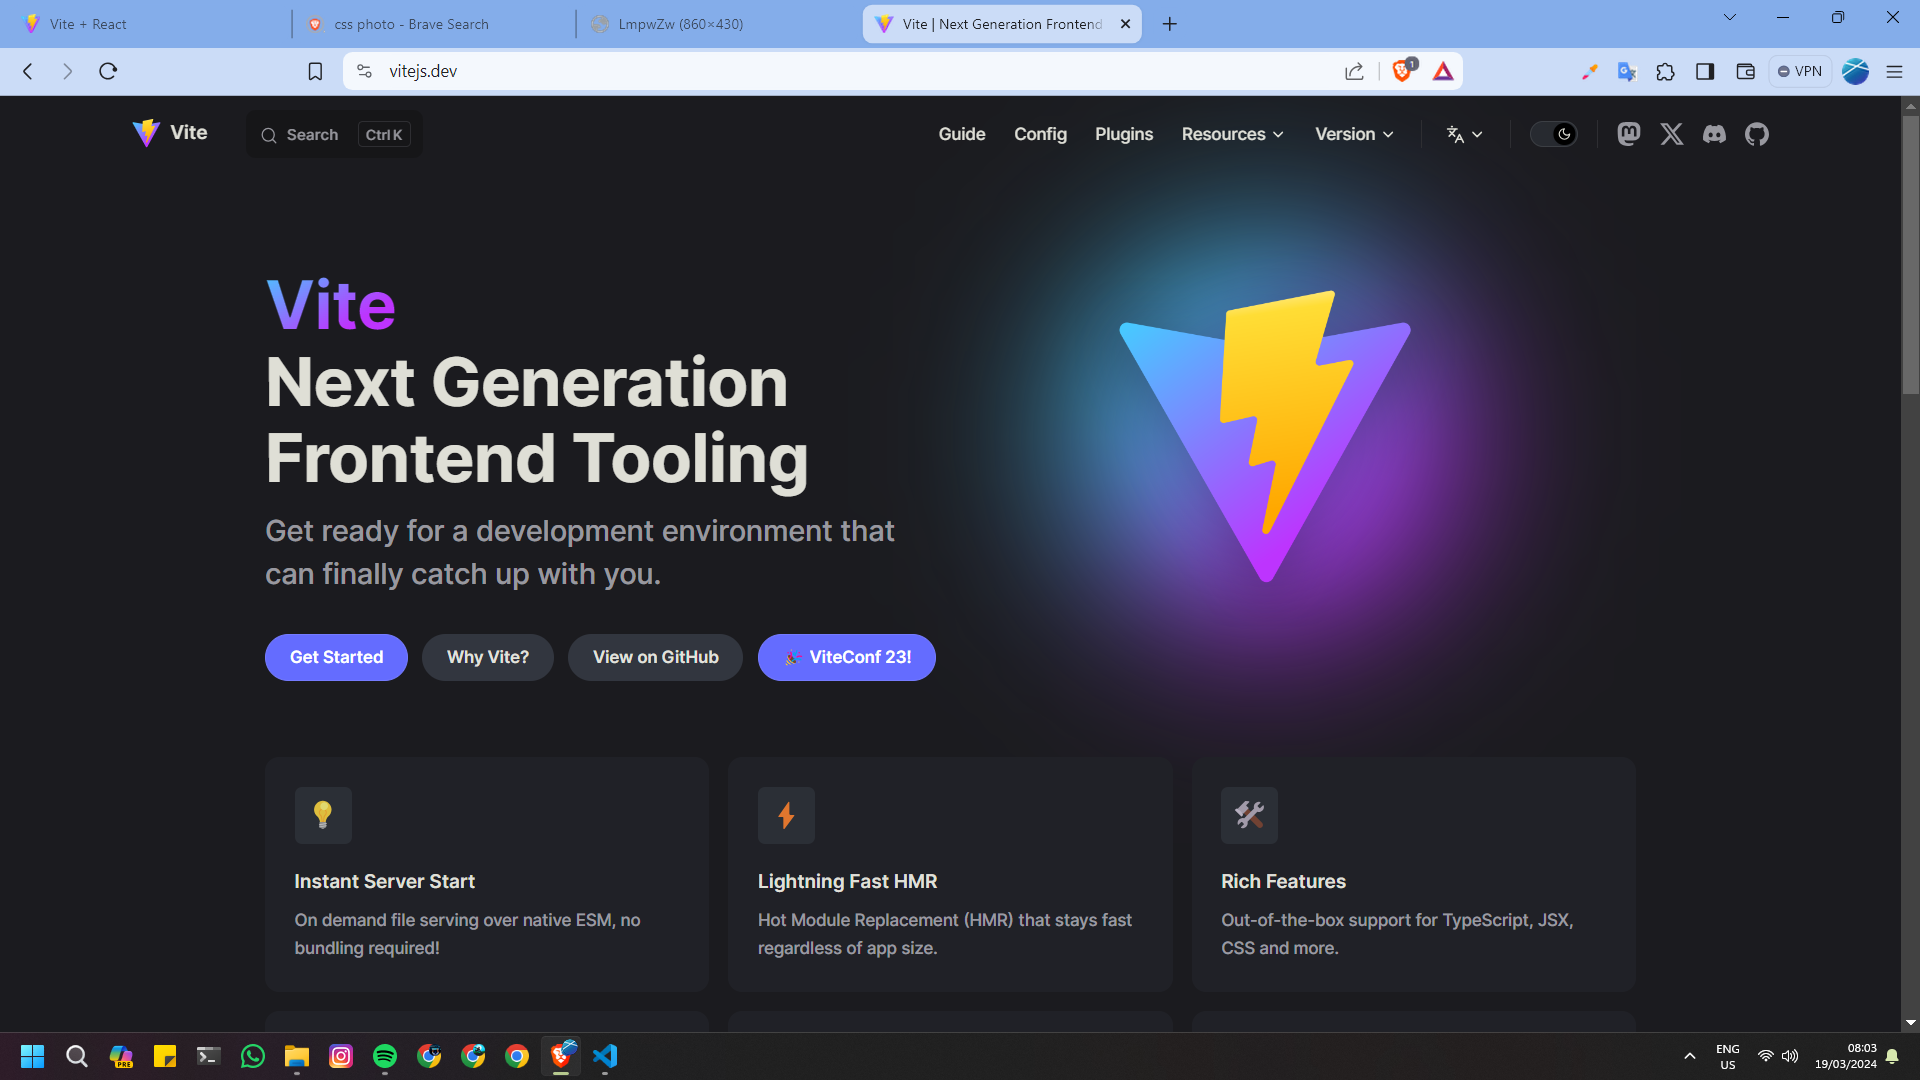 Vite + React
css photo - Brave Search
LmpwZw (860×430)
Vite | Next Generation Frontend
vitejs.dev
1
VPN
Vite
Search
Ctrl K
Guide
Config
Plugins
Resources
Version
Vite
Next Generation
Frontend Tooling
Get ready for a development environment that
can finally catch up with you.
Get Started
Why Vite?
View on GitHub
🎉 ViteConf 23!
Instant Server Start
On demand file serving over native ESM, no
bundling required!
Lightning Fast HMR
Hot Module Replacement (HMR) that stays fast
regardless of app size.
Rich Features
Out-of-the-box support for TypeScript, JSX,
CSS and more.
PRE
ENG
US
08:03
19/03/2024